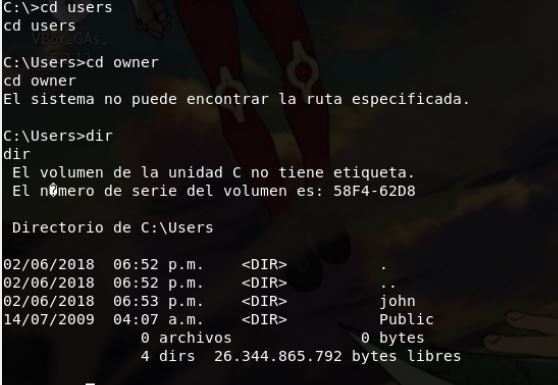 C:\>cd users
cd users
VBox_GAs_
C:\Users>cd owner
cd owner
El sistema no puede encontrar la ruta especificada.
C:\Users>dir
dir
 El volumen de la unidad C no tiene etiqueta.
 El n�mero de serie del volumen es: 58F4-62D8
 Directorio de C:\Users
02/06/2018  06:52 p.m.    <DIR>          .
02/06/2018  06:52 p.m.    <DIR>          ..
02/06/2018  06:53 p.m.    <DIR>          john
14/07/2009  04:07 a.m.    <DIR>          Public
               0 archivos              0 bytes
               4 dirs  26.344.865.792 bytes libres